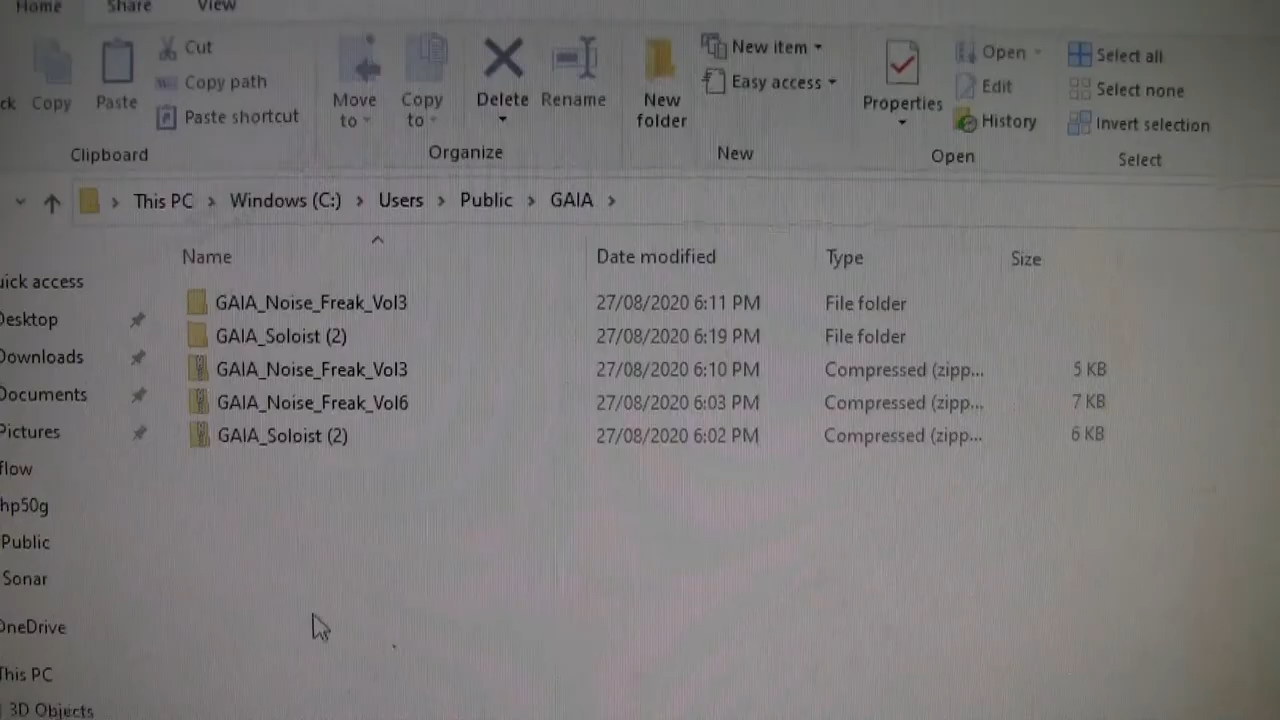 Home Share View
Cut
Copy path
Paste shortcut
ck Copy Paste
Clipboard
Move to
Copy to
Delete
Rename
Organize
New folder
New item
Easy access
New
Properties
Open
Edit
History
Open
Select all
Select none
Invert selection
Select
This PC > Windows (C:) > Users > Public > GAIA >
Name Date modified Type Size
GAIA_Noise_Freak_Vol3 27/08/2020 6:11 PM File folder
GAIA_Soloist (2) 27/08/2020 6:19 PM File folder
GAIA_Noise_Freak_Vol3 27/08/2020 6:10 PM Compressed (zipp... 5 KB
GAIA_Noise_Freak_Vol6 27/08/2020 6:03 PM Compressed (zipp... 7 KB
GAIA_Soloist (2) 27/08/2020 6:02 PM Compressed (zipp... 6 KB
uick access
Desktop
Downloads
Documents
Pictures
flow
hp50g
Public
Sonar
OneDrive
This PC
3D Objects